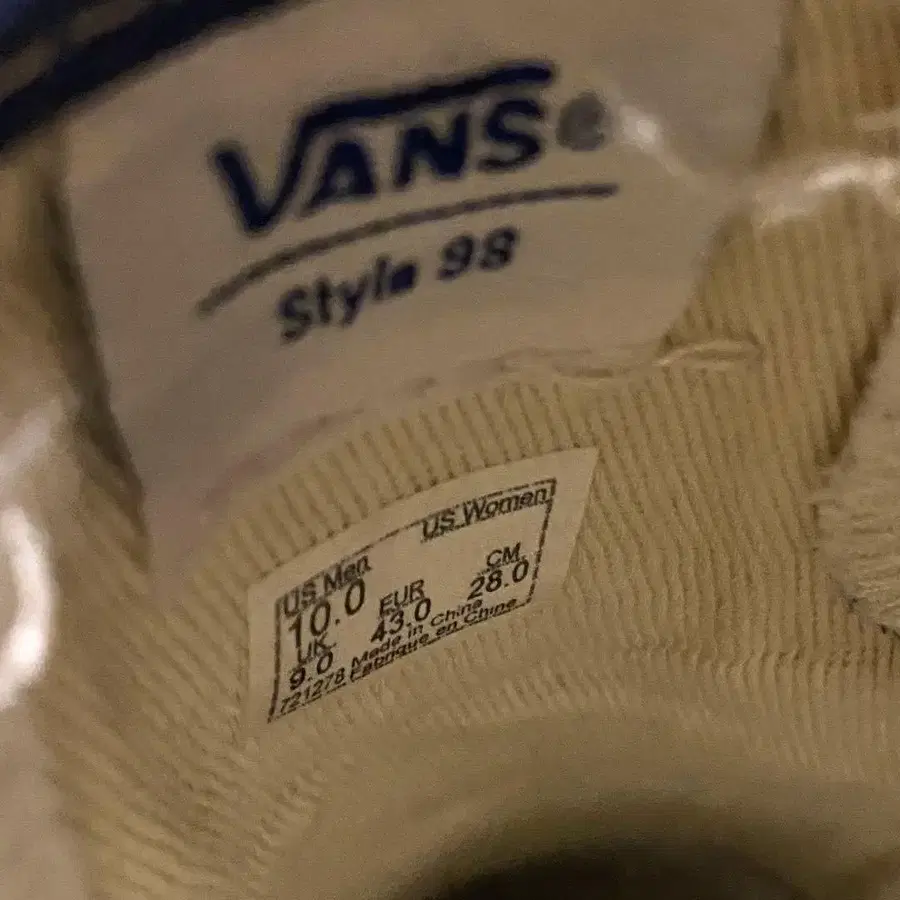 VANS
Style 98
US Men US Women
10.0
UK EUR CM
9.0 43.0 28.0
721278 Made in China
Fabrique en Chine